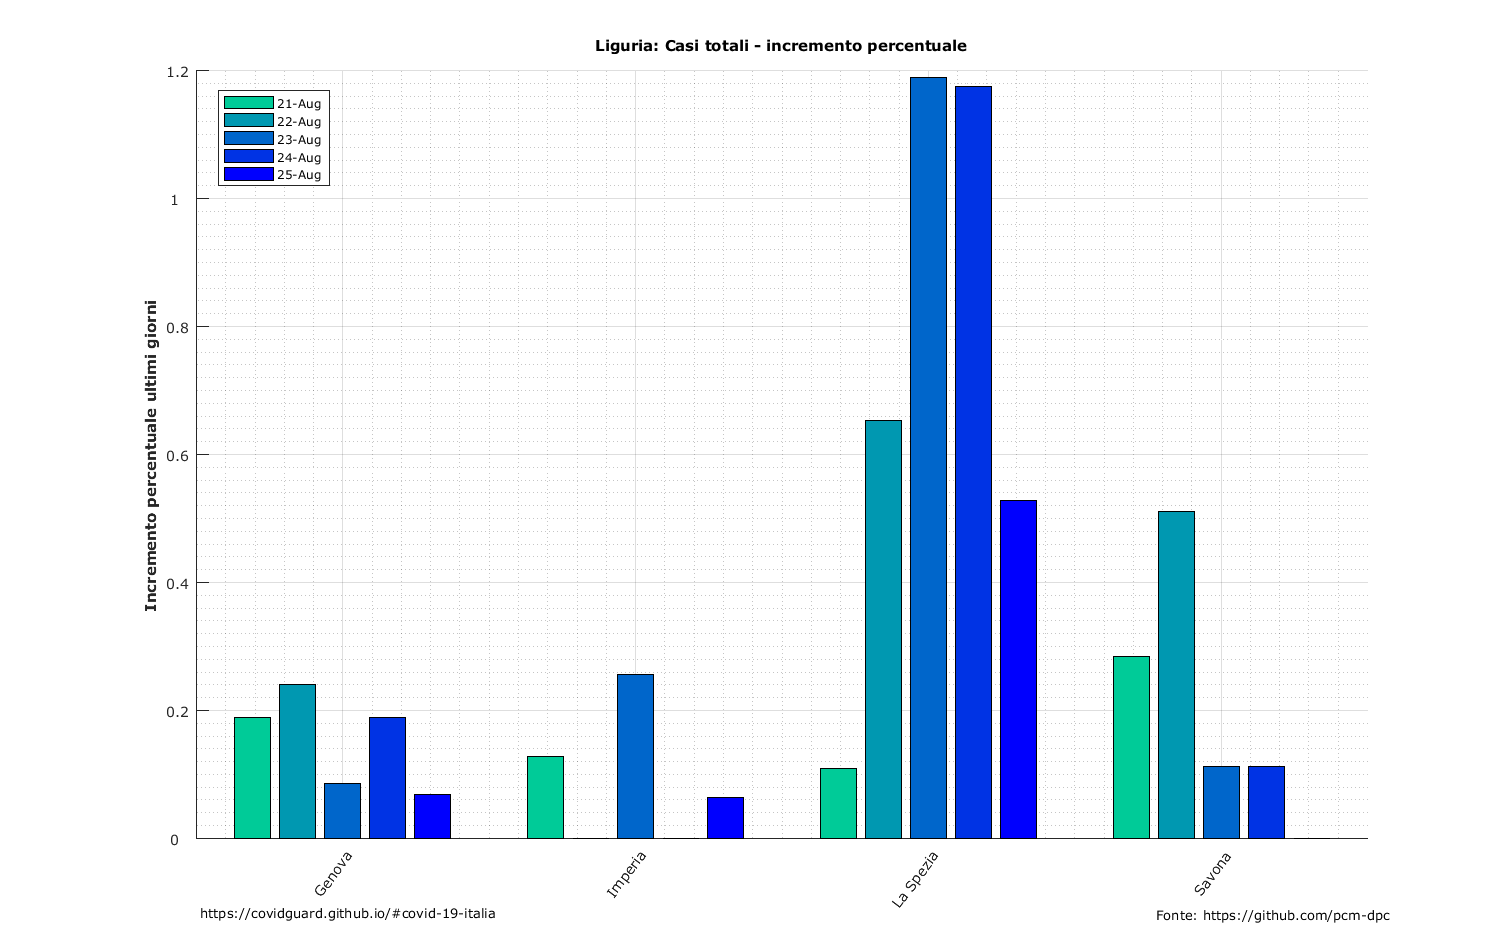 Liguria: Casi totali - incremento percentuale
Incremento percentuale ultimi giorni
1.2
1
0.8
0.6
0.4
0.2
0
21-Aug
22-Aug
23-Aug
24-Aug
25-Aug
Genova
Imperia
La Spezia
Savona
https://covidguard.github.io/#covid-19-italia
Fonte: https://github.com/pcm-dpc